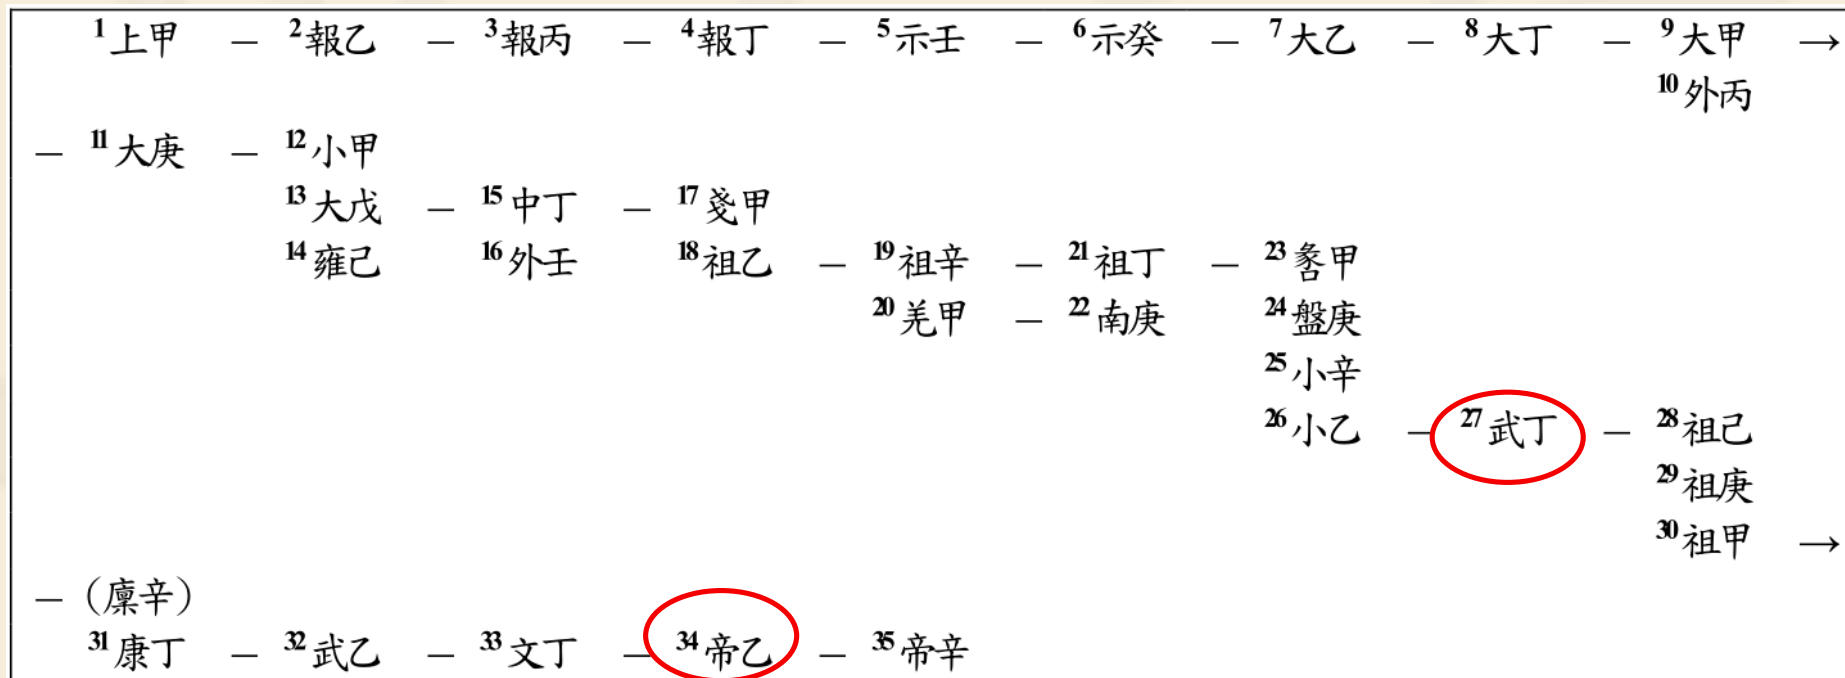 1上甲 – 2報乙 – 3報丙 – 4報丁 – 5示壬 – 6示癸 – 7大乙 – 8大丁 – 9大甲 →
10外丙
– 11大庚 – 12小甲
13大戊 – 15中丁 – 17戔甲
14雍己 16外壬 18祖乙 – 19祖辛 – 21祖丁 – 23𧱏甲
20羌甲 – 22南庚 24盤庚
25小辛
26小乙 – 27武丁 – 28祖己
29祖庚
30祖甲 →
–（廩辛）
31康丁 – 32武乙 – 33文丁 – 34帝乙 – 35帝辛